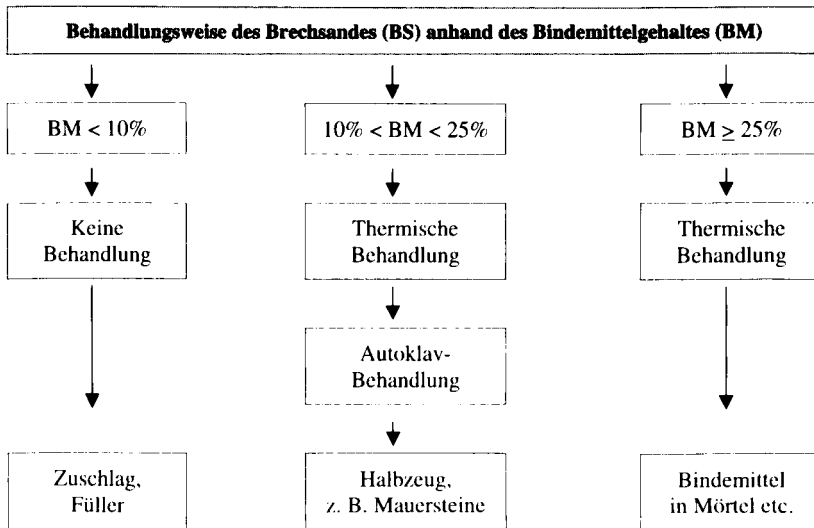 Behandlungsweise des Brechsandes (BS) anhand des Bindemittelgehaltes (BM)
BM < 10%
10% < BM < 25%
BM ≥ 25%
Keine
Behandlung
Thermische
Behandlung
Thermische
Behandlung
Autoklav-
Behandlung
Zuschlag,
Füller
Halbzeug,
z. B. Mauersteine
Bindemittel
in Mörtel etc.